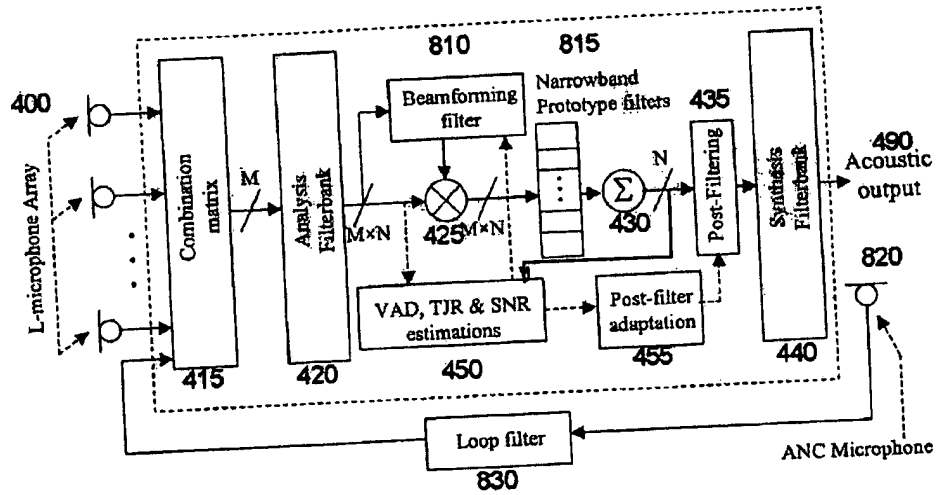 810
815
400
Beamforming
filter
Narrowband
Prototype filters
435
490
Acoustic
output
L-microphone Array
Combination
matrix
M
Analysis
Filterbank
M×N
425
M×N
Σ
430
N
Post-Filtering
Synthesis
Filterbank
820
VAD, TJR & SNR
estimations
Post-filter
adaptation
415
420
450
455
440
Loop filter
830
ANC Microphone